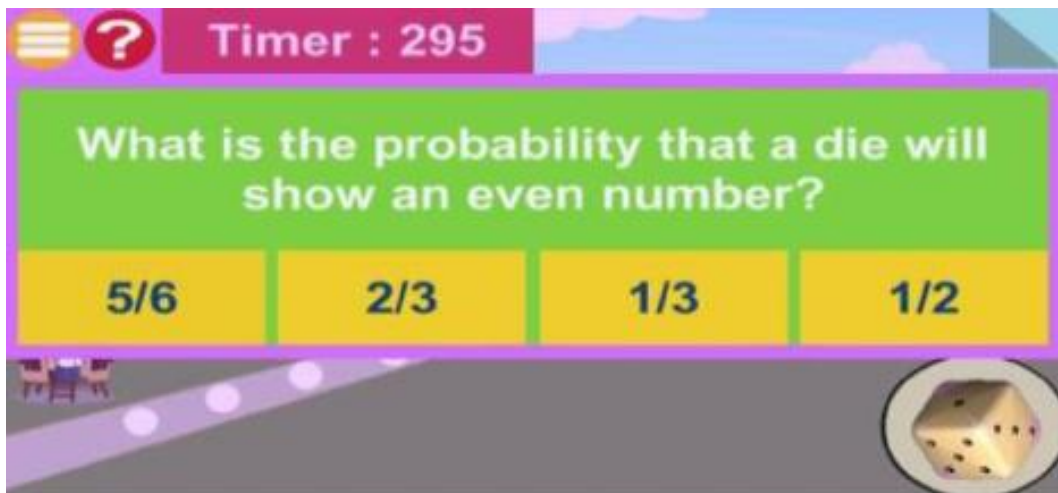 ?
Timer : 295
What is the probability that a die will
show an even number?
5/6 2/3 1/3 1/2